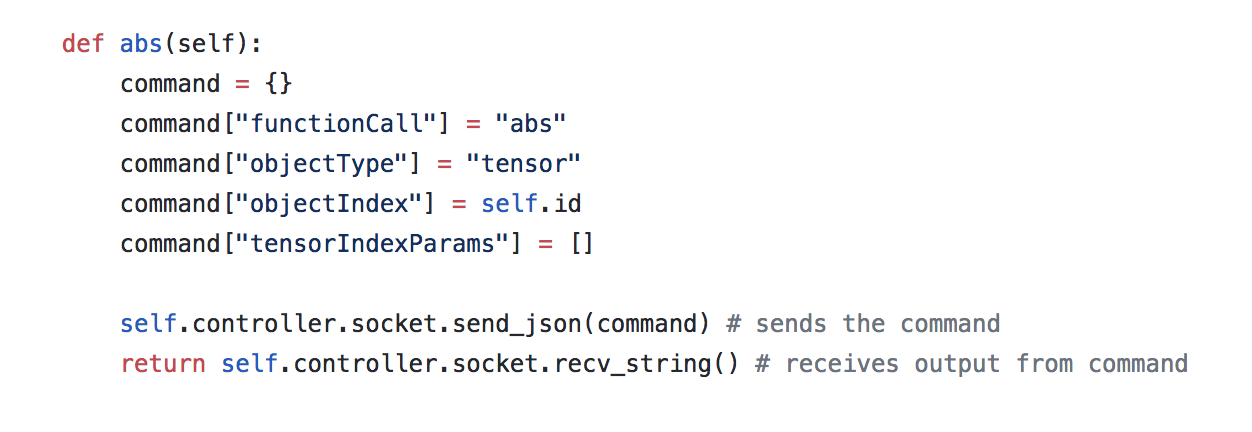 def abs(self):
    command = {}
    command["functionCall"] = "abs"
    command["objectType"] = "tensor"
    command["objectIndex"] = self.id
    command["tensorIndexParams"] = []

    self.controller.socket.send_json(command) # sends the command
    return self.controller.socket.recv_string() # receives output from command